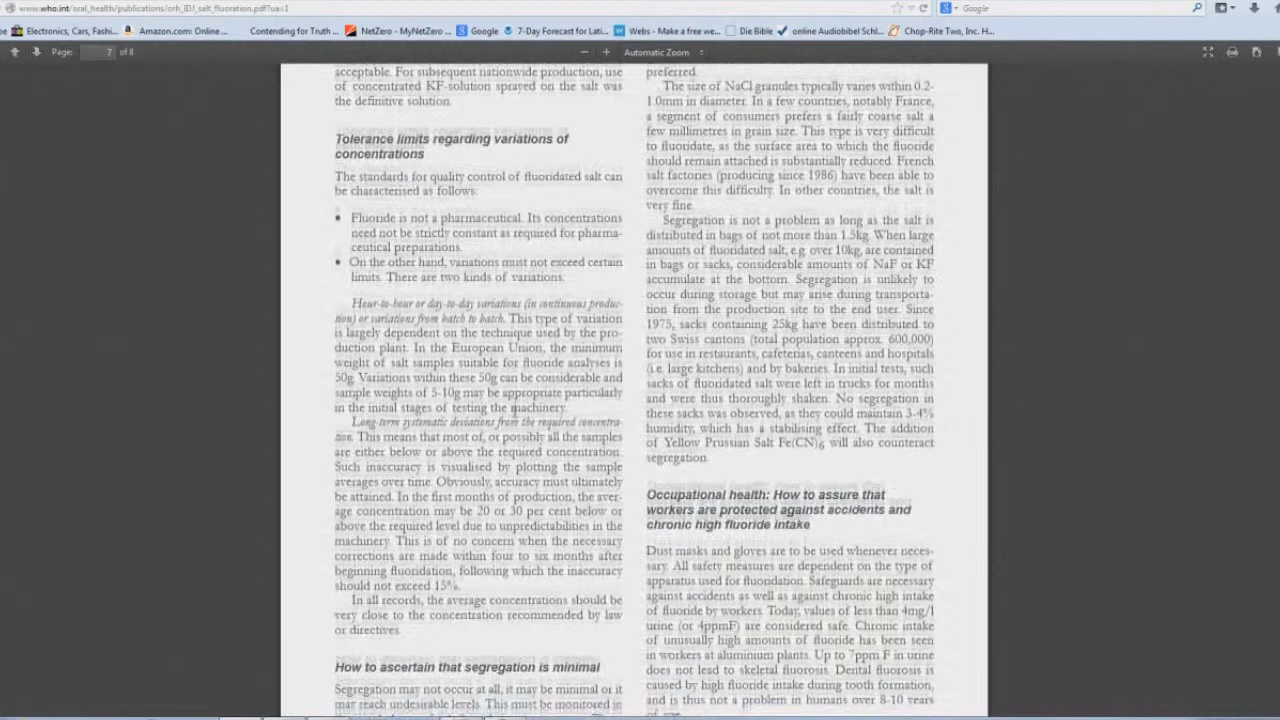 www.who.int/oral_health/publications/orh_IDJ_salt_fluoration.pdf?ua=1
Google
Electronics, Cars, Fashi...
Amazon.com: Online ...
Contending for Truth ...
NetZero - MyNetZero ...
Google
7-Day Forecast for Lati...
Webs - Make a free we...
Die Bible
online Audiobibel Schl...
Chop-Rite Two, Inc. H...
Page: 7 of 8
Automatic Zoom
acceptable. For subsequent nationwide production, use
of concentrated KF-solution sprayed on the salt was
the definitive solution.
Tolerance limits regarding variations of
concentrations
The standards for quality control of fluoridated salt can
be characterised as follows:
• Fluoride is not a pharmaceutical. Its concentrations
need not be strictly constant as required for pharma-
ceutical preparations.
• On the other hand, variations must not exceed certain
limits. There are two kinds of variations:
Hour-to-hour or day-to-day variations (in continuous produc-
tion) or variations from batch to batch. This type of variation
is largely dependent on the technique used by the pro-
duction plant. In the European Union, the minimum
weight of salt samples suitable for fluoride analyses is
50g. Variations within these 50g can be considerable and
sample weights of 5-10g may be appropriate particularly
in the initial stages of testing the machinery.
Long-term systematic deviations from the required concentra-
tion. This means that most of, or possibly all the samples
are either below or above the required concentration.
Such inaccuracy is visualised by plotting the sample
averages over time. Obviously, accuracy must ultimately
be attained. In the first months of production, the aver-
age concentration may be 20 or 30 per cent below or
above the required level due to unpredictabilities in the
machinery. This is of no concern when the necessary
corrections are made within four to six months after
beginning fluoridation, following which the inaccuracy
should not exceed 15%.
In all records, the average concentrations should be
very close to the concentration recommended by law
or directives.
How to ascertain that segregation is minimal
Segregation may not occur at all, it may be minimal or it
may reach undesirable levels. This must be monitored in
preferred.
The size of NaCl granules typically varies within 0.2-
1.0mm in diameter. In a few countries, notably France,
a segment of consumers prefers a fairly coarse salt a
few millimetres in grain size. This type is very difficult
to fluoridate, as the surface area to which the fluoride
should remain attached is substantially reduced. French
salt factories (producing since 1986) have been able to
overcome this difficulty. In other countries, the salt is
very fine.
Segregation is not a problem as long as the salt is
distributed in bags of not more than 1.5kg. When large
amounts of fluoridated salt, e.g. over 10kg, are contained
in bags or sacks, considerable amounts of NaF or KF
accumulate at the bottom. Segregation is unlikely to
occur during storage but may arise during transporta-
tion from the production site to the end user. Since
1975, sacks containing 25kg have been distributed to
two Swiss cantons (total population approx. 600,000)
for use in restaurants, cafeterias, canteens and hospitals
(i.e. large kitchens) and by bakeries. In initial tests, such
sacks of fluoridated salt were left in trucks for months
and were thus thoroughly shaken. No segregation in
these sacks was observed, as they could maintain 3-4%
humidity, which has a stabilising effect. The addition
of Yellow Prussian Salt Fe(CN)6 will also counteract
segregation.
Occupational health: How to assure that
workers are protected against accidents and
chronic high fluoride intake
Dust masks and gloves are to be used whenever neces-
sary. All safety measures are dependent on the type of
apparatus used for fluoridation. Safeguards are necessary
against accidents as well as against chronic high intake
of fluoride by workers. Today, values of less than 4mg/l
urine (or 4ppmF) are considered safe. Chronic intake
of unusually high amounts of fluoride has been seen
in workers at aluminium plants. Up to 7ppm F in urine
does not lead to skeletal fluorosis. Dental fluorosis is
caused by high fluoride intake during tooth formation,
and is thus not a problem in humans over 8-10 years
of age.